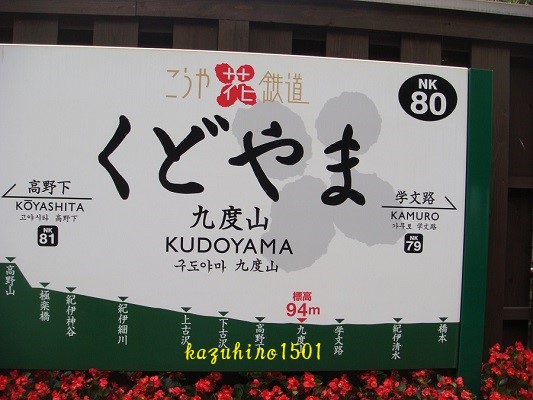 こうや花鉄道
NK
80
くどやま
高野下
KŌYASHITA
고야시타 高野下
NK
81
九度山
KUDOYAMA
구도야마 九度山
学文路
KAMURO
가무로 学文路
NK
79
標高
94m
高野山
極楽橋
紀伊神谷
紀伊細川
上古沢
下古沢
高野
九度
学文路
紀伊清水
橋本
kazuhiro1501